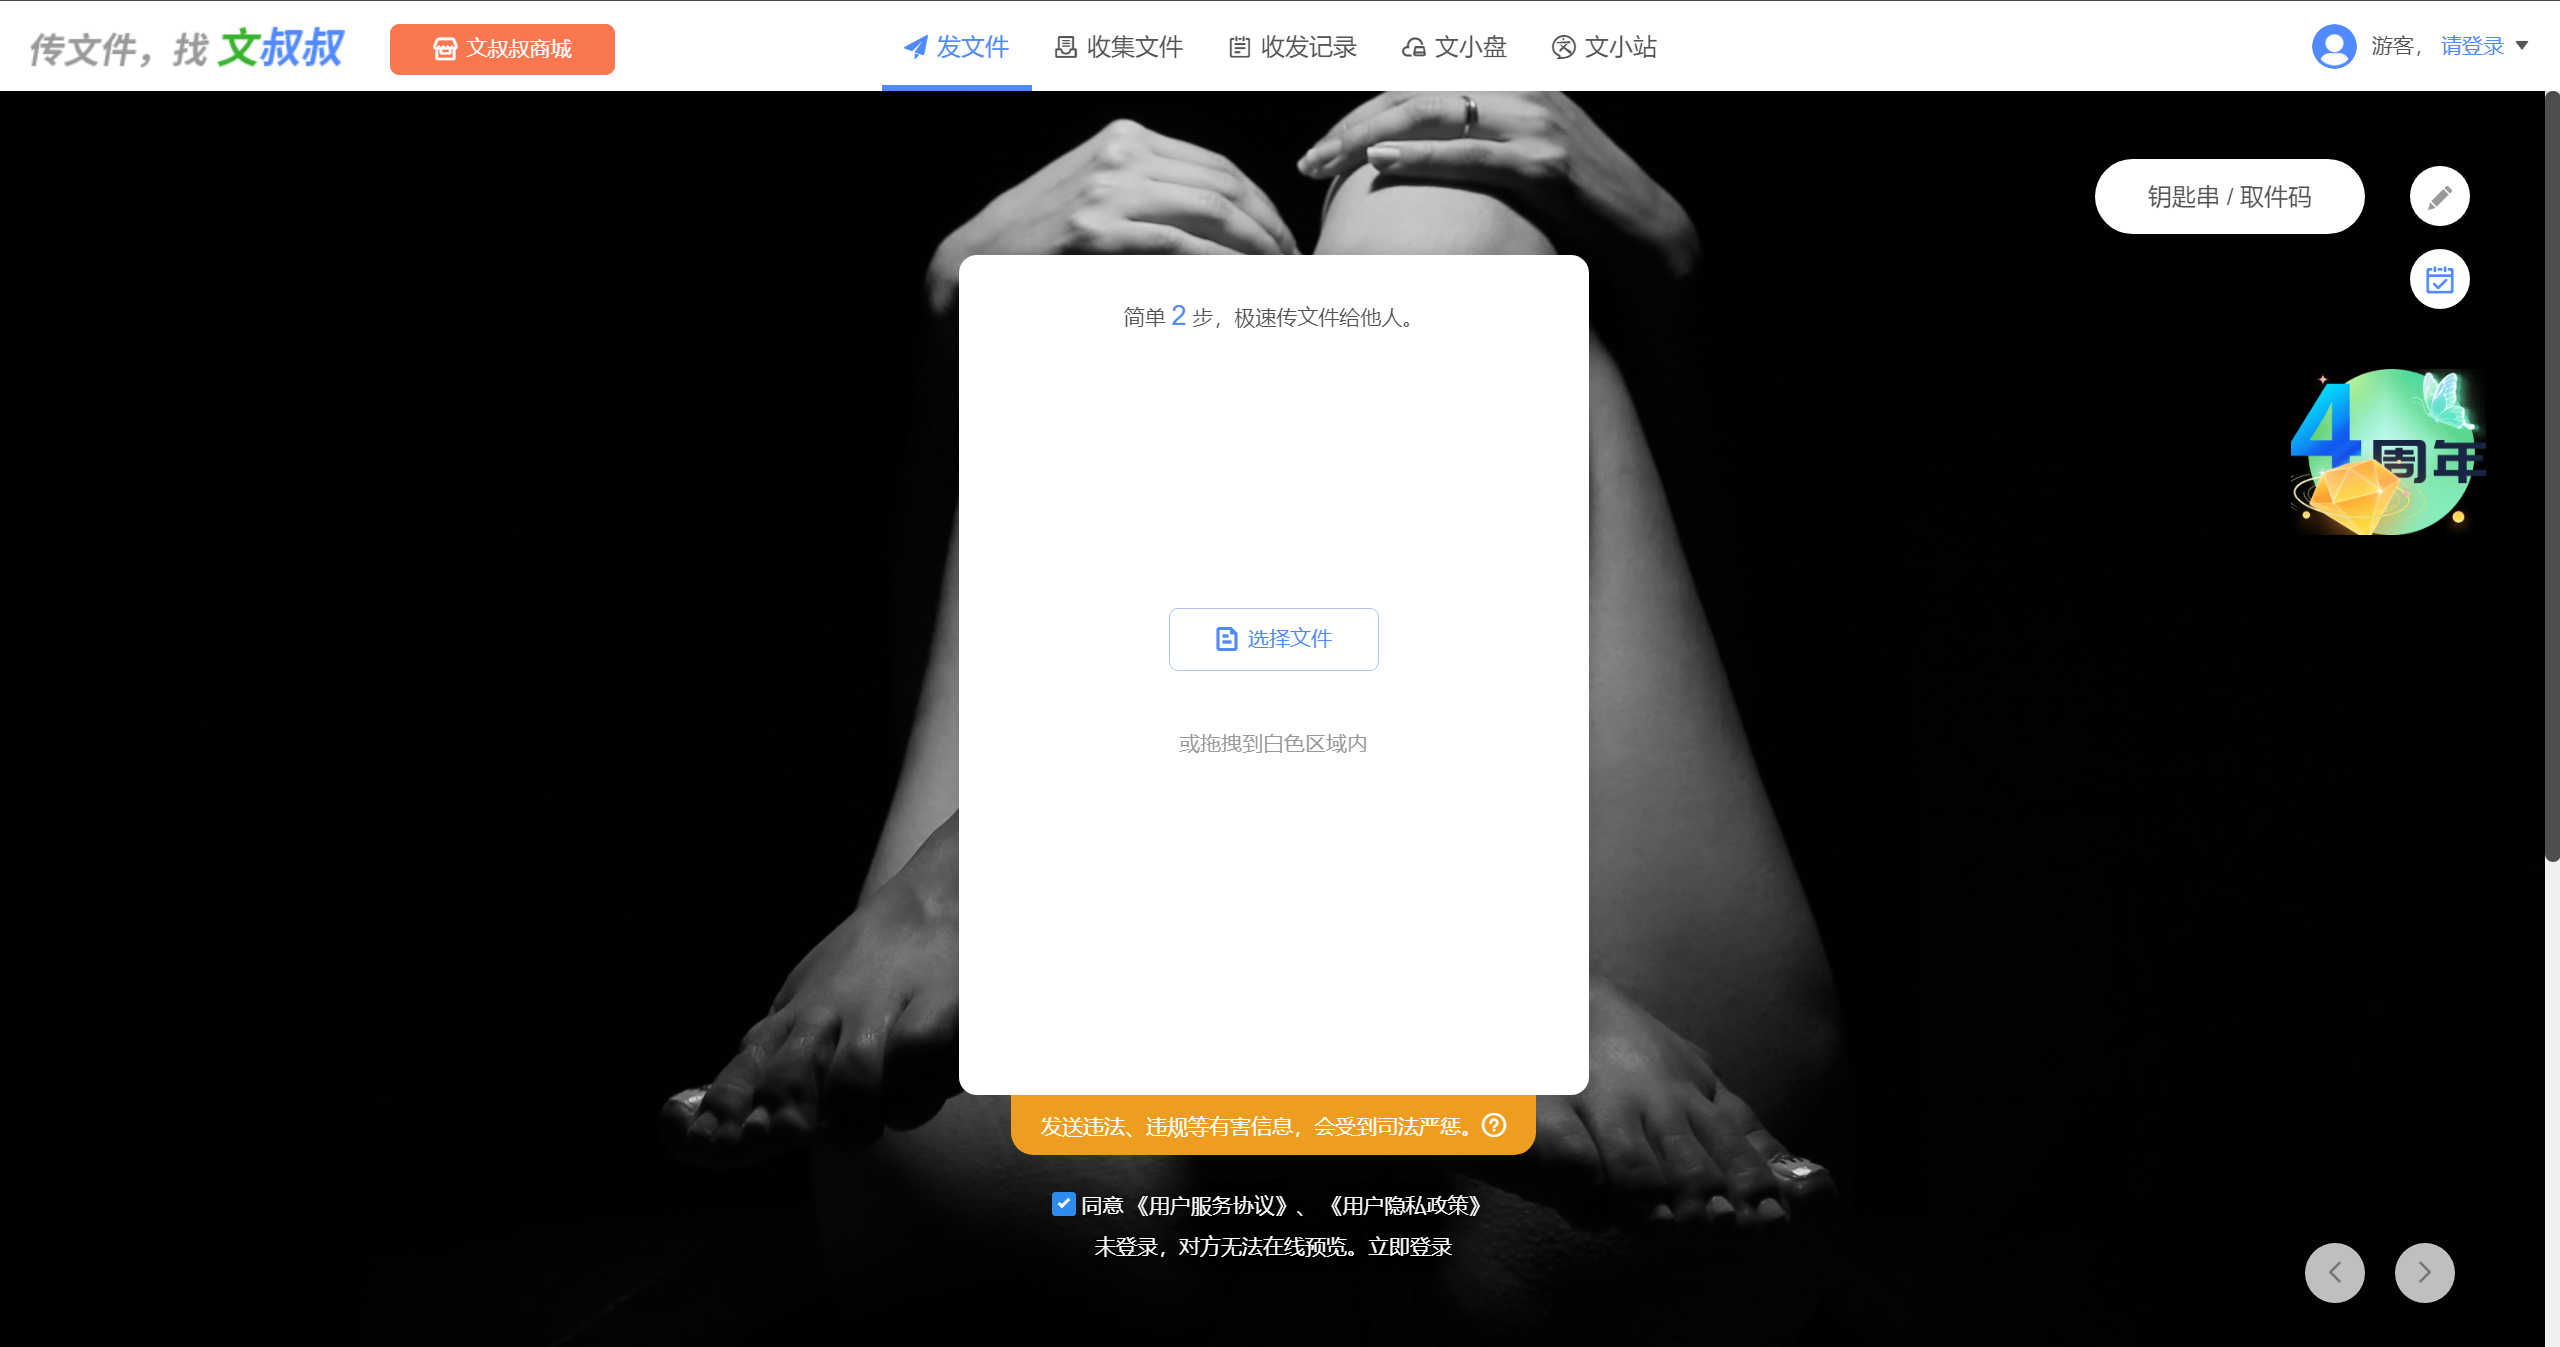 传文件，找 文叔叔
文叔叔商城
发文件
收集文件
收发记录
文小盘
文小站
游客，请登录
钥匙串 / 取件码
4周年
简单 2 步，极速传文件给他人。
选择文件
或拖拽到白色区域内
发送违法、违规等有害信息，会受到司法严惩。
同意《用户服务协议》、《用户隐私政策》
未登录，对方无法在线预览。立即登录